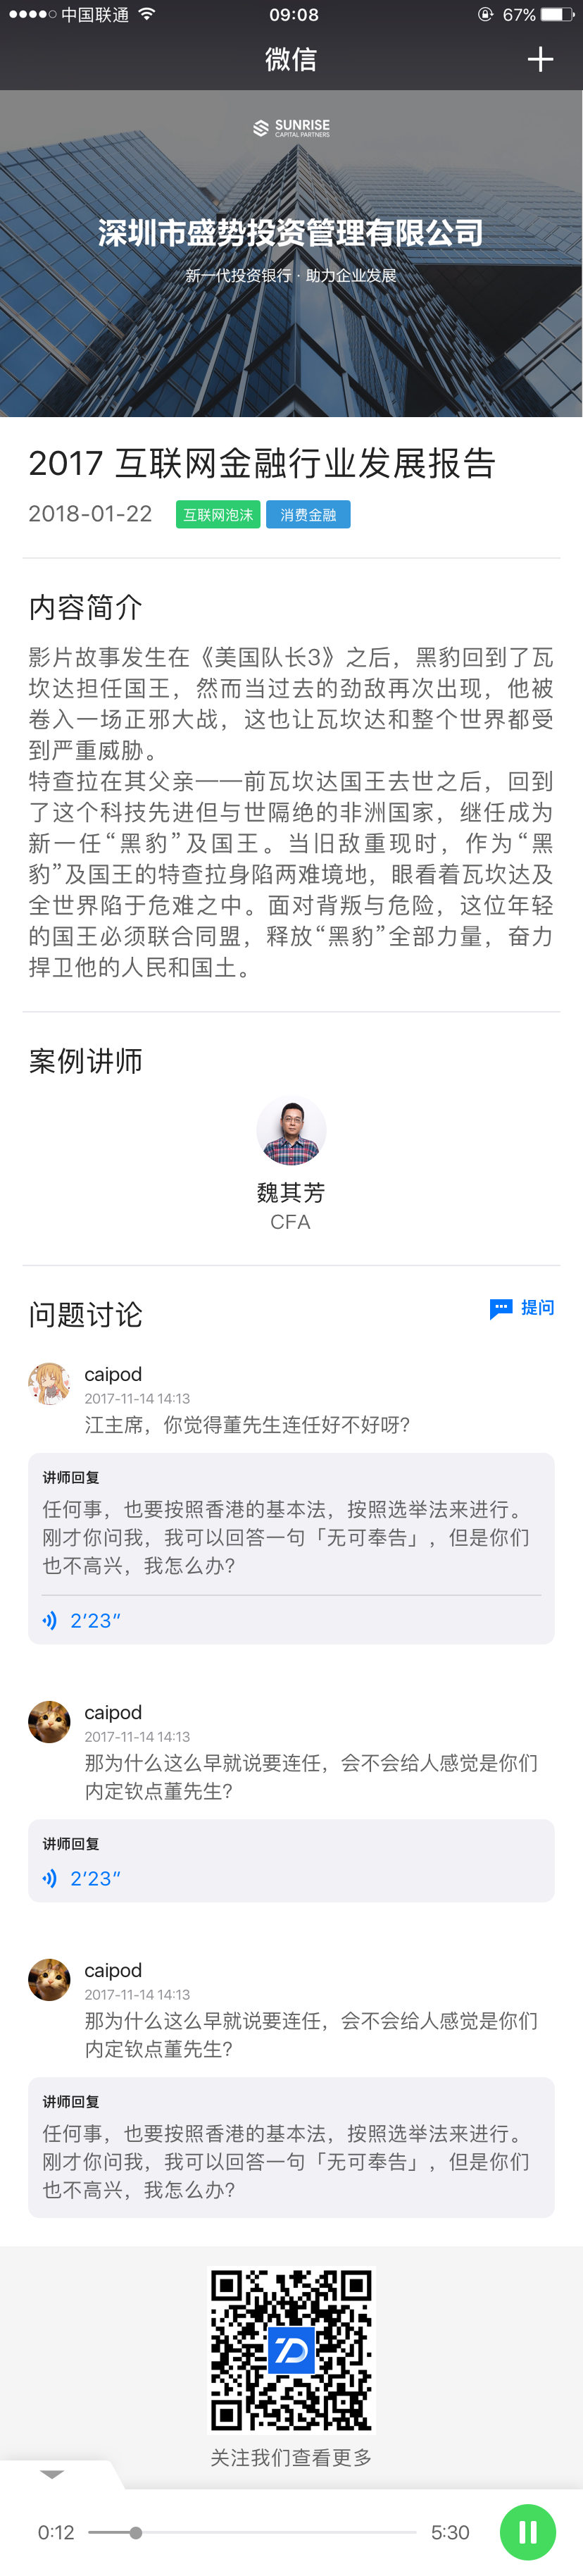 中国联通
09:08
67%
微信
SUNRISE
CAPITAL PARTNERS
深圳市盛势投资管理有限公司
新一代投资银行 · 助力企业发展
2017 互联网金融行业发展报告
2018-01-22 互联网泡沫 消费金融
内容简介
影片故事发生在《美国队长3》之后，黑豹回到了瓦
坎达担任国王，然而当过去的劲敌再次出现，他被
卷入一场正邪大战，这也让瓦坎达和整个世界都受
到严重威胁。
特查拉在其父亲——前瓦坎达国王去世之后，回到
了这个科技先进但与世隔绝的非洲国家，继任成为
新一任“黑豹”及国王。当旧敌重现时，作为“黑
豹”及国王的特查拉身陷两难境地，眼看着瓦坎达及
全世界陷于危难之中。面对背叛与危险，这位年轻
的国王必须联合同盟，释放“黑豹”全部力量，奋力
捍卫他的人民和国土。
案例讲师
魏其芳
CFA
问题讨论
提问
caipod
2017-11-14 14:13
江主席，你觉得董先生连任好不好呀?
讲师回复
任何事，也要按照香港的基本法，按照选举法来进行。
刚才你问我，我可以回答一句「无可奉告」，但是你们
也不高兴，我怎么办?
2‘23“
caipod
2017-11-14 14:13
那为什么这么早就说要连任，会不会给人感觉是你们
内定钦点董先生?
讲师回复
2‘23“
caipod
2017-11-14 14:13
那为什么这么早就说要连任，会不会给人感觉是你们
内定钦点董先生?
讲师回复
任何事，也要按照香港的基本法，按照选举法来进行。
刚才你问我，我可以回答一句「无可奉告」，但是你们
也不高兴，我怎么办?
关注我们查看更多
0:12
5:30